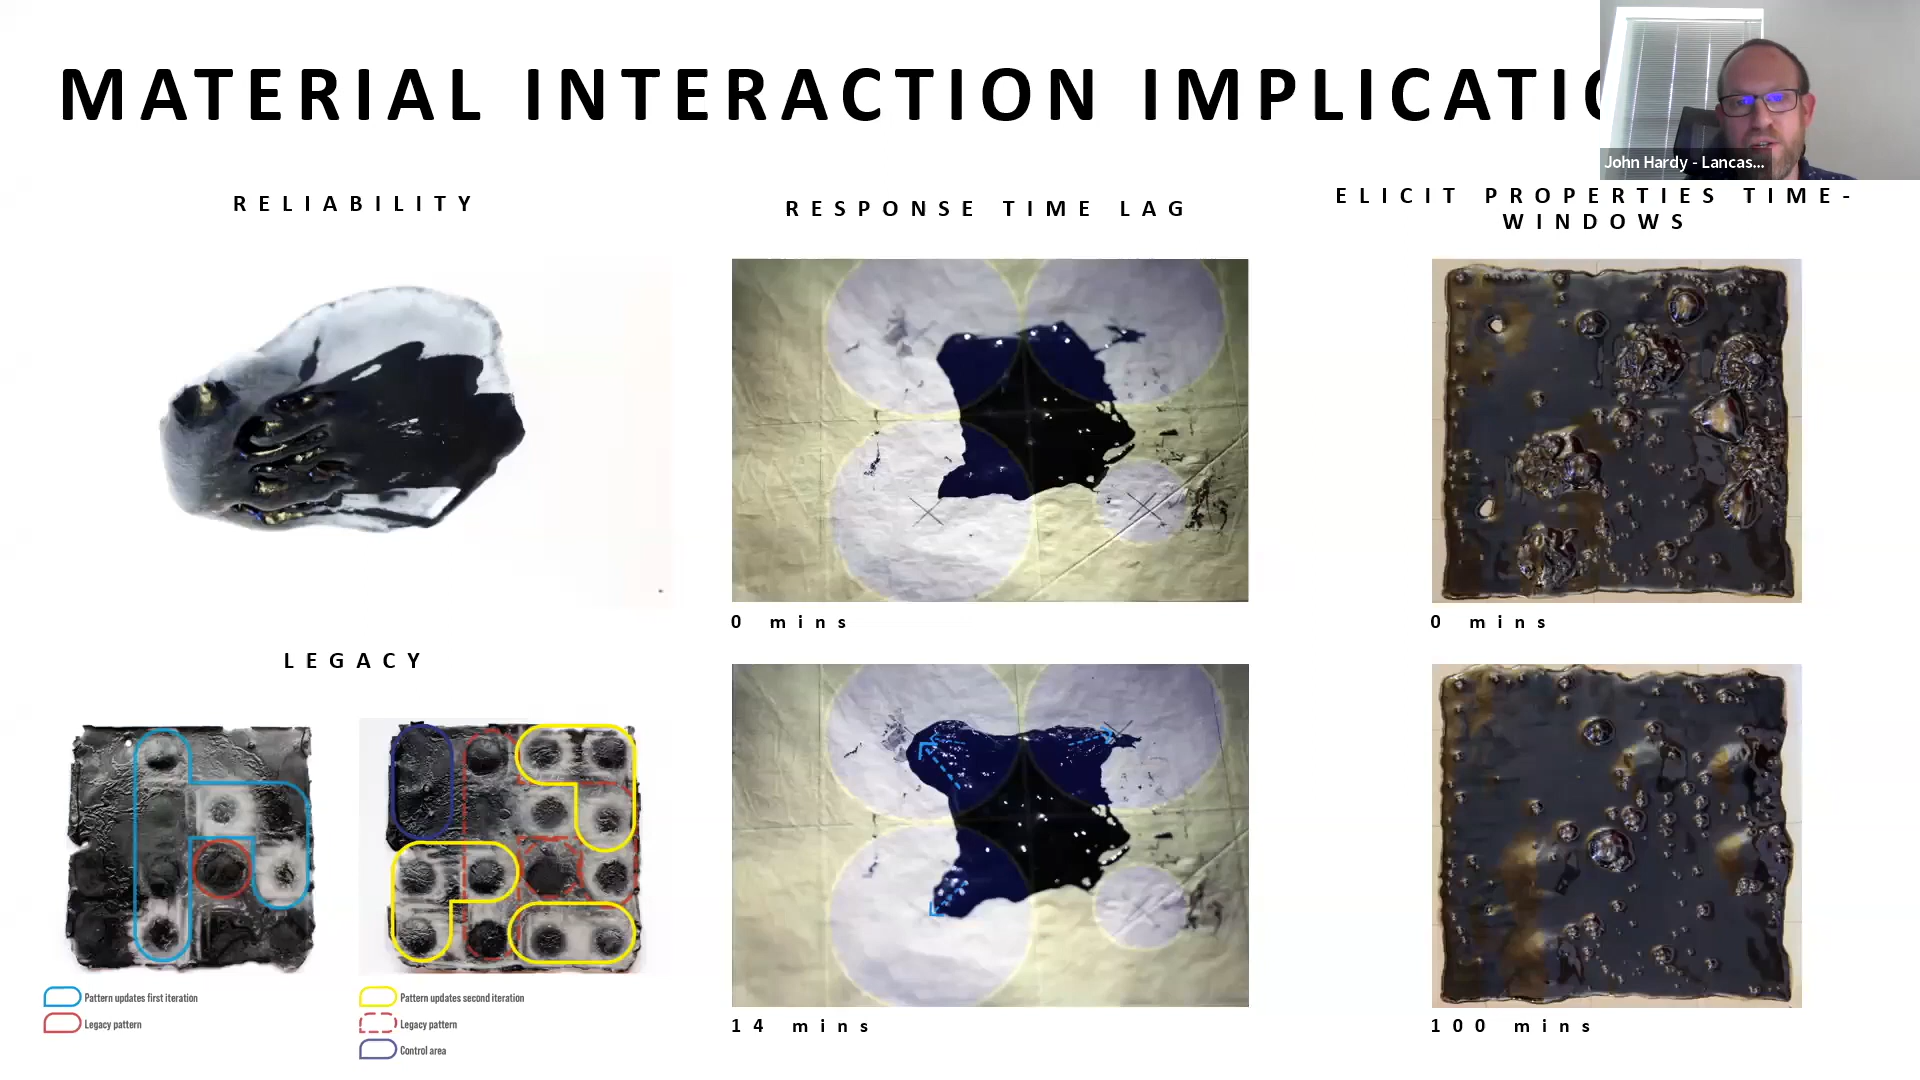 MATERIAL INTERACTION IMPLICATIO
John Hardy - Lancas...
RELIABILITY
RESPONSE TIME LAG
ELICIT PROPERTIES TIME-
WINDOWS
0 mins
0 mins
LEGACY
14 mins
100 mins
Pattern updates first iteration
Legacy pattern
Pattern updates second iteration
Legacy pattern
Control area